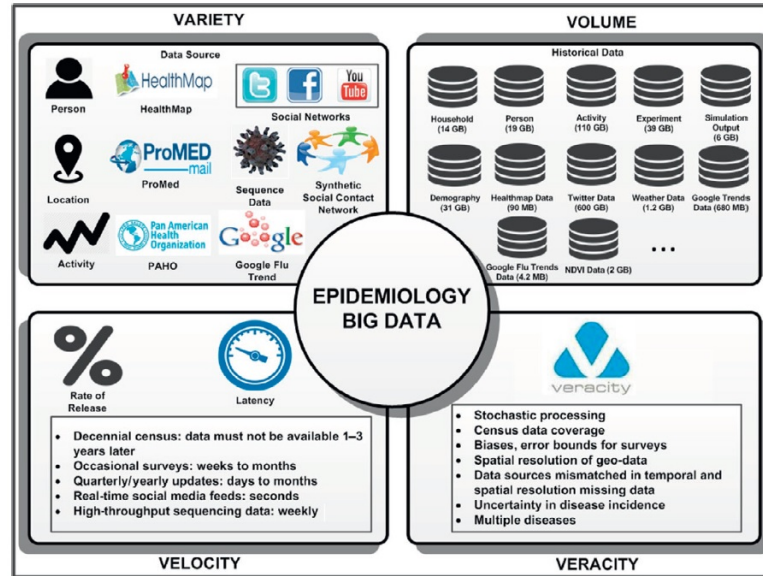 VARIETY
Data Source
Person
HealthMap
HealthMap
You
Tube
Social Networks
Location
ProMED
mail
ProMed
Sequence
Data
Synthetic
Social Contact
Network
Activity
Pan American
Health
Organization
PAHO
Google
Google Flu
Trend
VOLUME
Historical Data
Household
(14 GB)
Person
(19 GB)
Activity
(110 GB)
Experiment
(39 GB)
Simulation
Output
(6 GB)
Demography
(31 GB)
Healthmap Data
(90 MB)
Twitter Data
(600 GB)
Weather Data
(1.2 GB)
Google Trends
Data (680 MB)
Google Flu Trends
Data (4.2 MB)
NDVI Data (2 GB)
...
EPIDEMIOLOGY
BIG DATA
%
Rate of
Release
Latency
• Decennial census: data must not be available 1–3
years later
• Occasional surveys: weeks to months
• Quarterly/yearly updates: days to months
• Real-time social media feeds: seconds
• High-throughput sequencing data: weekly
VELOCITY
veracity
• Stochastic processing
• Census data coverage
• Biases, error bounds for surveys
• Spatial resolution of geo-data
• Data sources mismatched in temporal and
spatial resolution missing data
• Uncertainty in disease incidence
• Multiple diseases
VERACITY